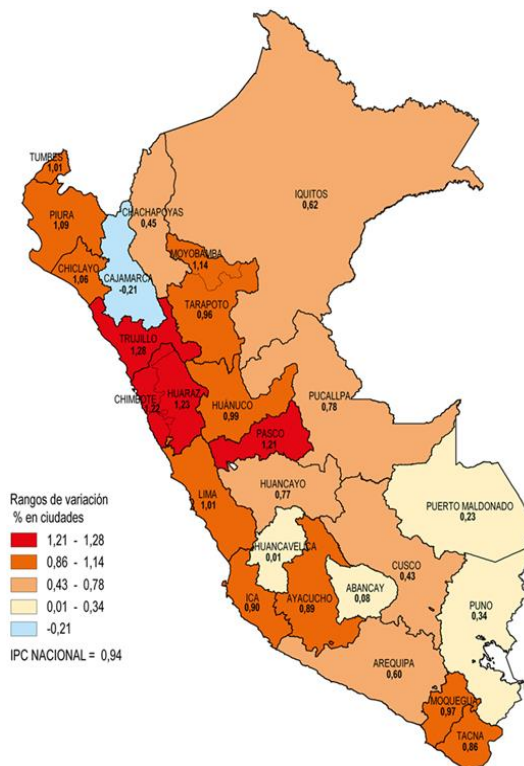 TUMBES
1,01
IQUITOS
0,62
PIURA
1,09
CHACHAPOYAS
0,45
MOYOBAMBA
1,14
CHICLAYO
1,06
CAJAMARCA
-0,21
TARAPOTO
0,96
TRUJILLO
1,28
HUARAZ
1,23
CHIMBOTE
1,22
HUÁNUCO
0,99
PUCALLPA
0,78
PASCO
1,21
LIMA
1,01
HUANCAYO
0,77
PUERTO MALDONADO
0,23
HUANCAVELICA
0,01
CUSCO
0,43
ICA
0,90
AYACUCHO
0,89
ABANCAY
0,08
PUNO
0,34
AREQUIPA
0,60
MOQUEGUA
0,97
TACNA
0,86
Rangos de variación
% en ciudades
1,21 - 1,28
0,86 - 1,14
0,43 - 0,78
0,01 - 0,34
-0,21
IPC NACIONAL = 0,94